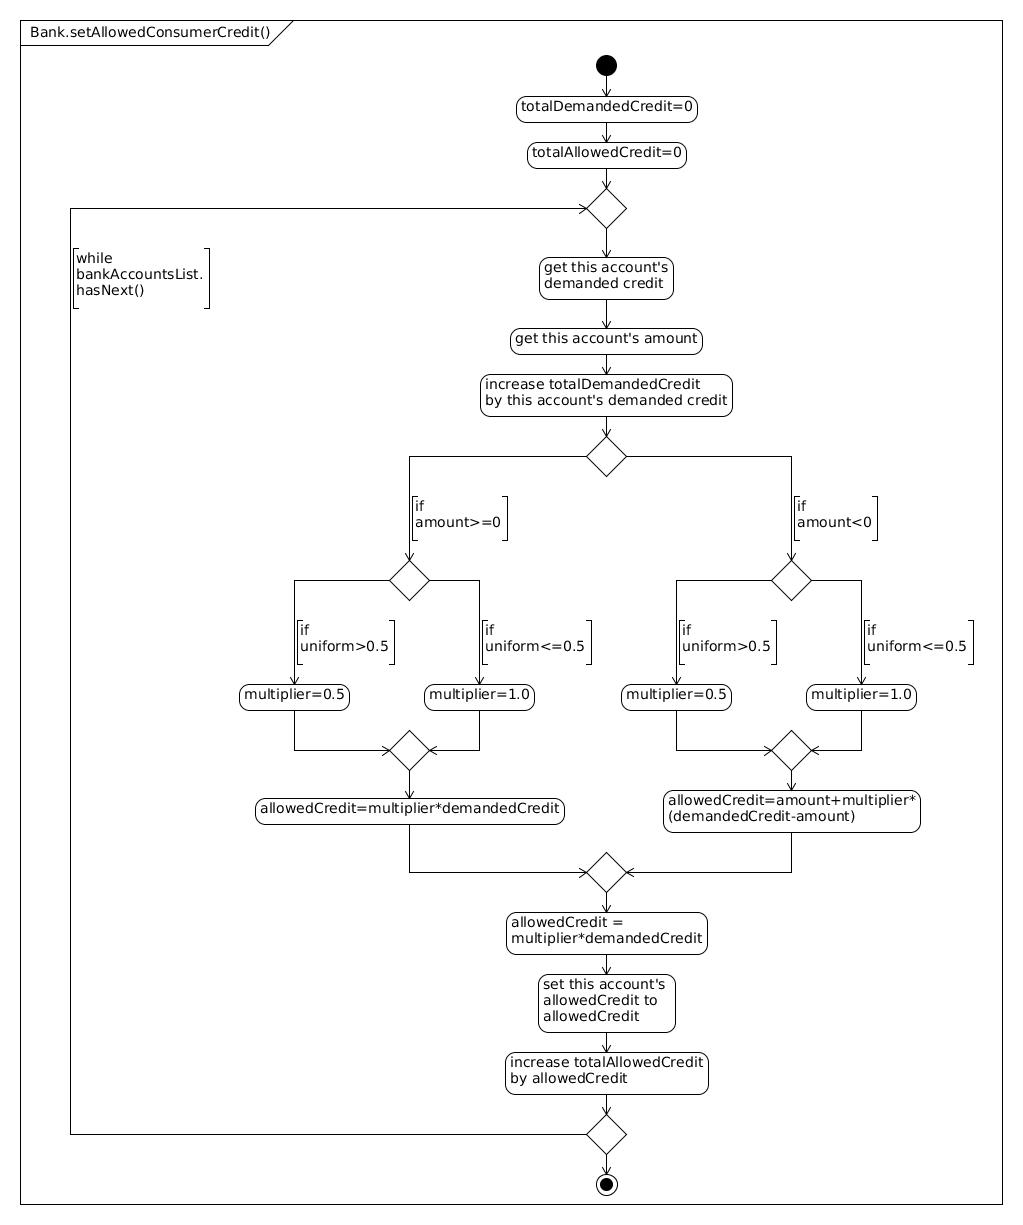 Bank.setAllowedConsumerCredit()
totalDemandedCredit=0
totalAllowedCredit=0
while
bankAccountsList.
hasNext()
get this account's
demanded credit
get this account's amount
increase totalDemandedCredit
by this account's demanded credit
if
amount>=0
if
amount<0
if
uniform>0.5
if
uniform<=0.5
if
uniform>0.5
if
uniform<=0.5
multiplier=0.5
multiplier=1.0
multiplier=0.5
multiplier=1.0
allowedCredit=multiplier*demandedCredit
allowedCredit=amount+multiplier*
(demandedCredit-amount)
allowedCredit =
multiplier*demandedCredit
set this account's
allowedCredit to
allowedCredit
increase totalAllowedCredit
by allowedCredit